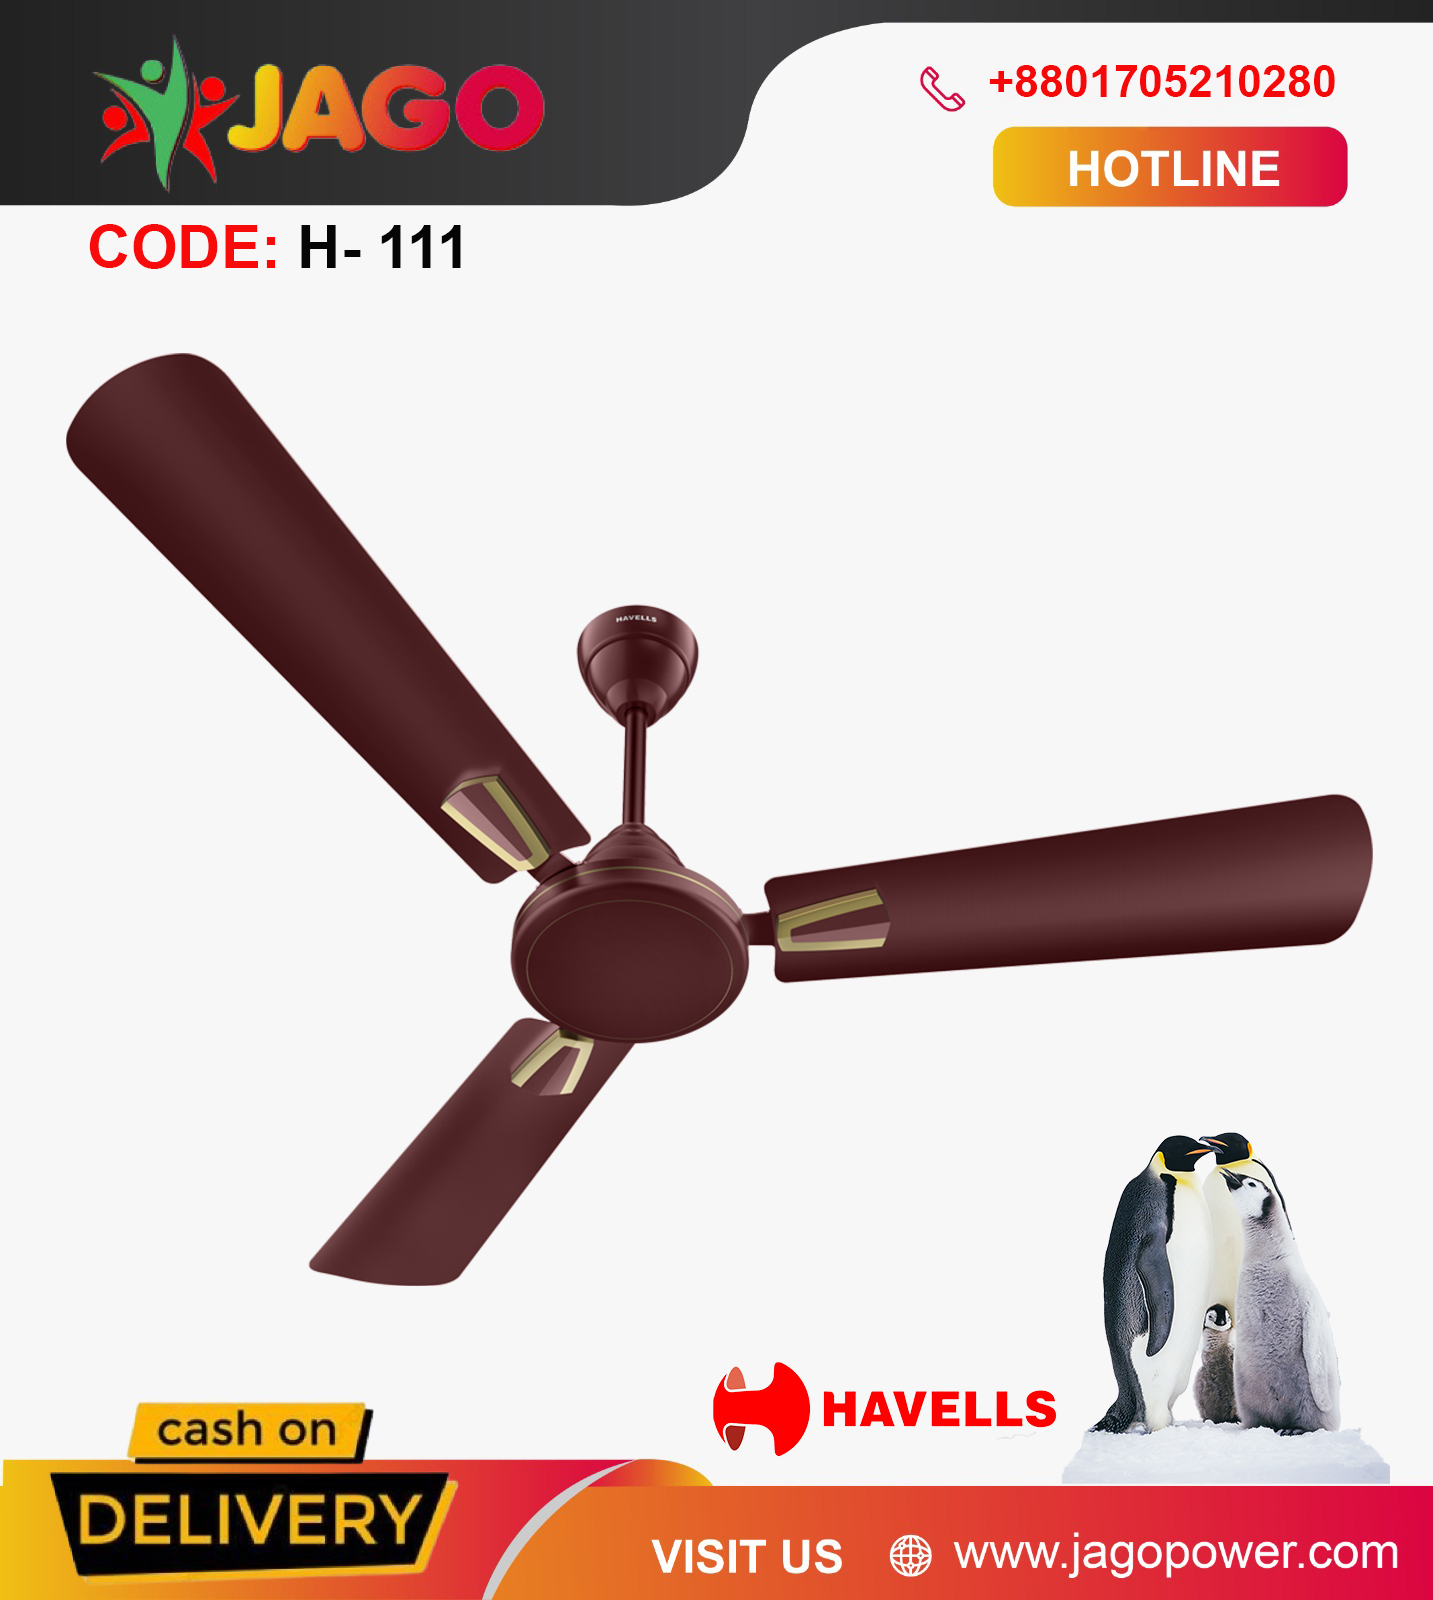 JAGO
+8801705210280
HOTLINE
CODE: H- 111
HAVELLS
HAVELLS
cash on
DELIVERY
VISIT US
www.jagopower.com